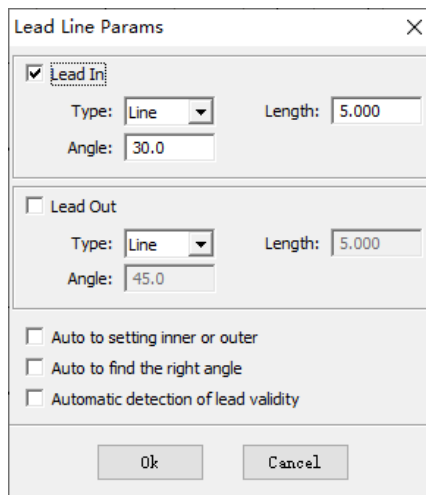 Lead Line Params
Lead In
Type: Line Length: 5.000
Angle: 30.0
Lead Out
Type: Line Length: 5.000
Angle: 45.0
Auto to setting inner or outer
Auto to find the right angle
Automatic detection of lead validity
Ok Cancel